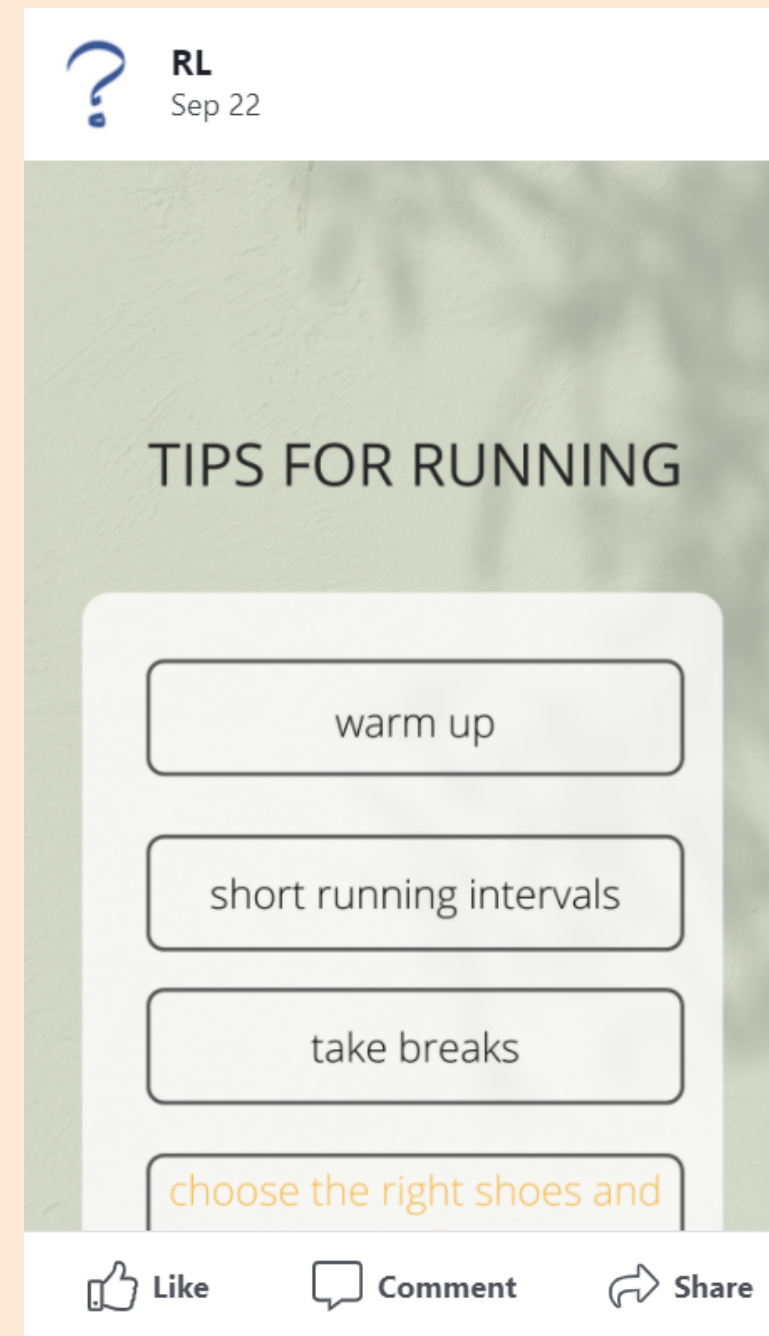 RL
Sep 22
TIPS FOR RUNNING
warm up
short running intervals
take breaks
choose the right shoes and
Like
Comment
Share